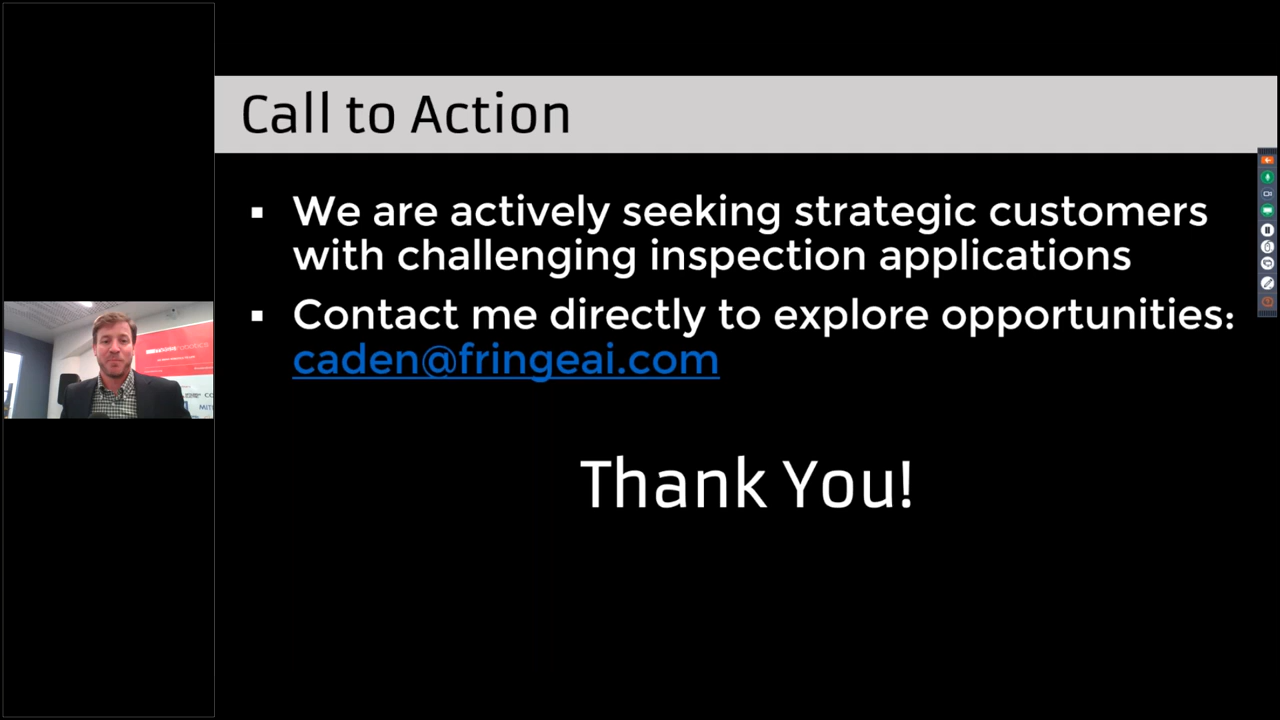 Call to Action
▪ We are actively seeking strategic customers
with challenging inspection applications
▪ Contact me directly to explore opportunities:
caden@fringeai.com
Thank You!